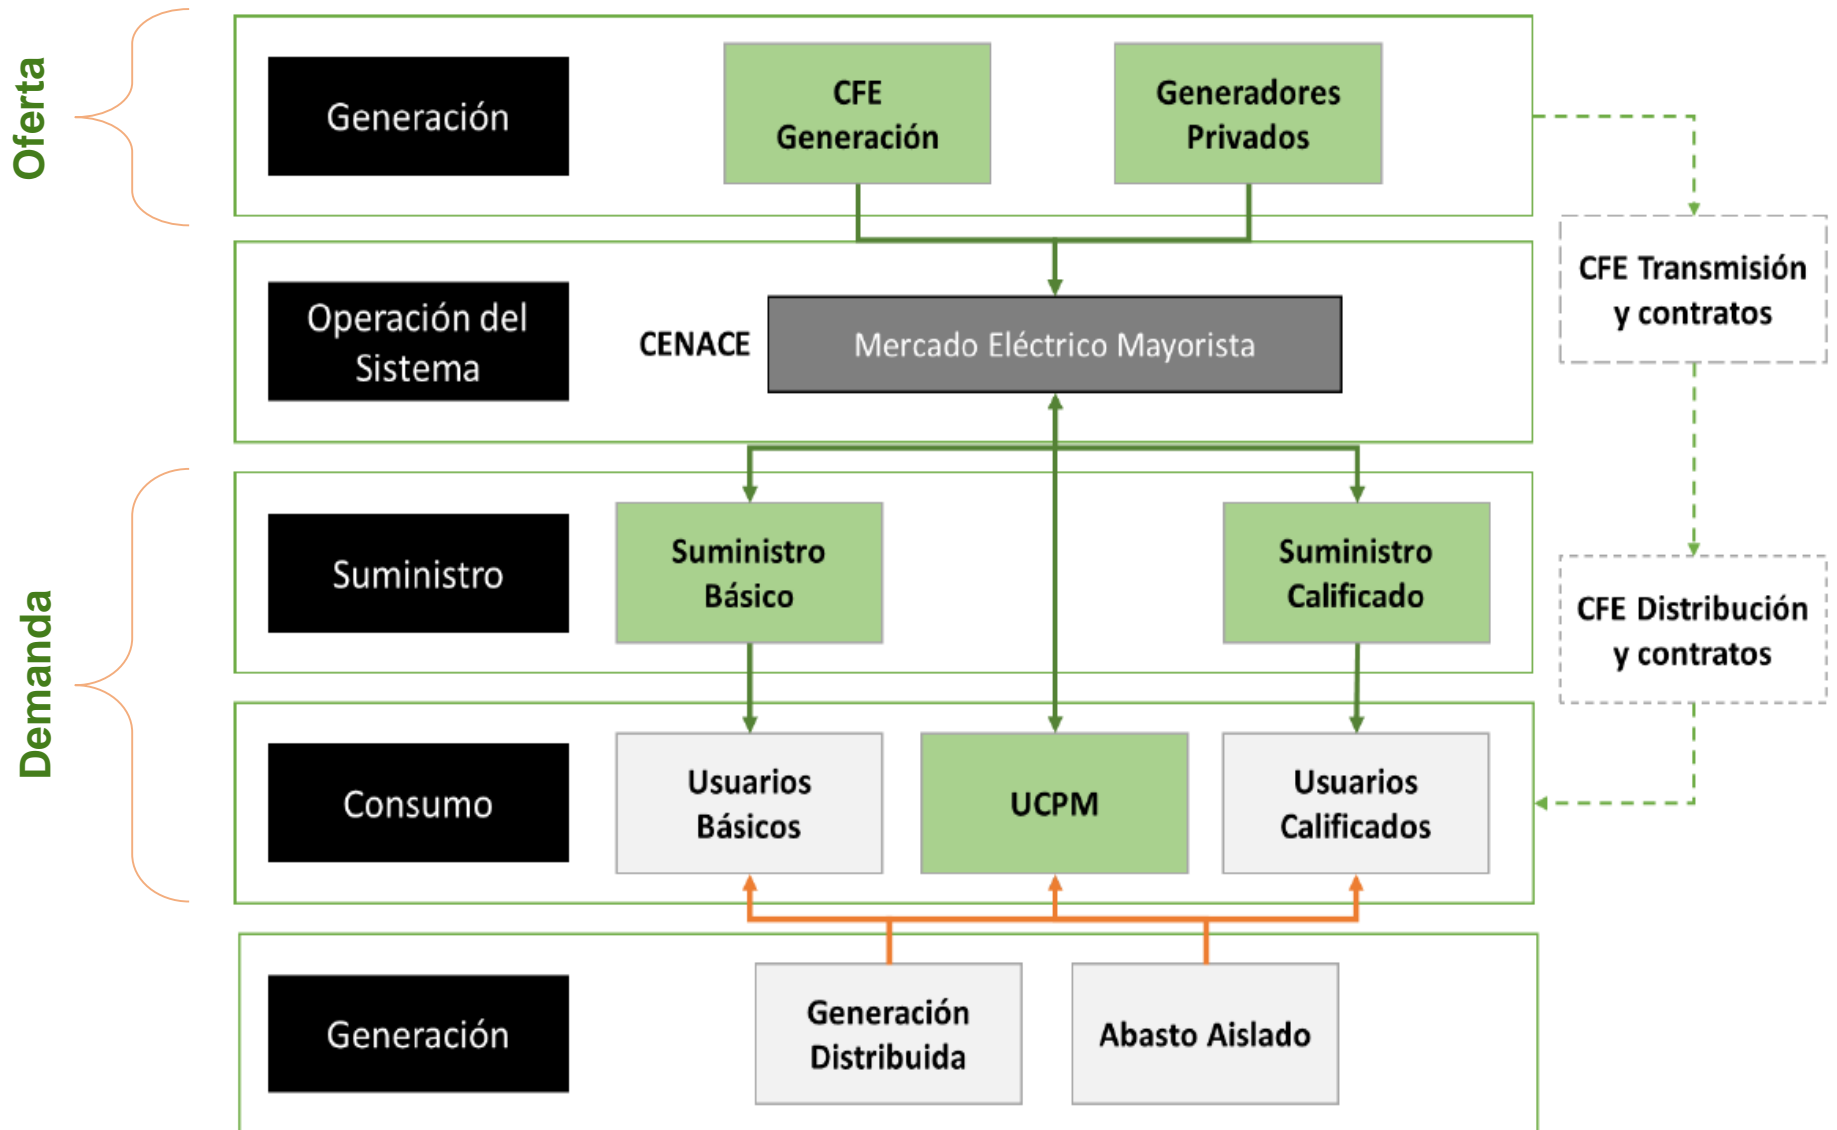 Oferta
Generación
CFE
Generación
Generadores
Privados
Operación del
Sistema
CENACE
Mercado Eléctrico Mayorista
CFE Transmisión
y contratos
Demanda
Suministro
Suministro
Básico
Suministro
Calificado
CFE Distribución
y contratos
Consumo
Usuarios
Básicos
UCPM
Usuarios
Calificados
Generación
Generación
Distribuida
Abasto Aislado